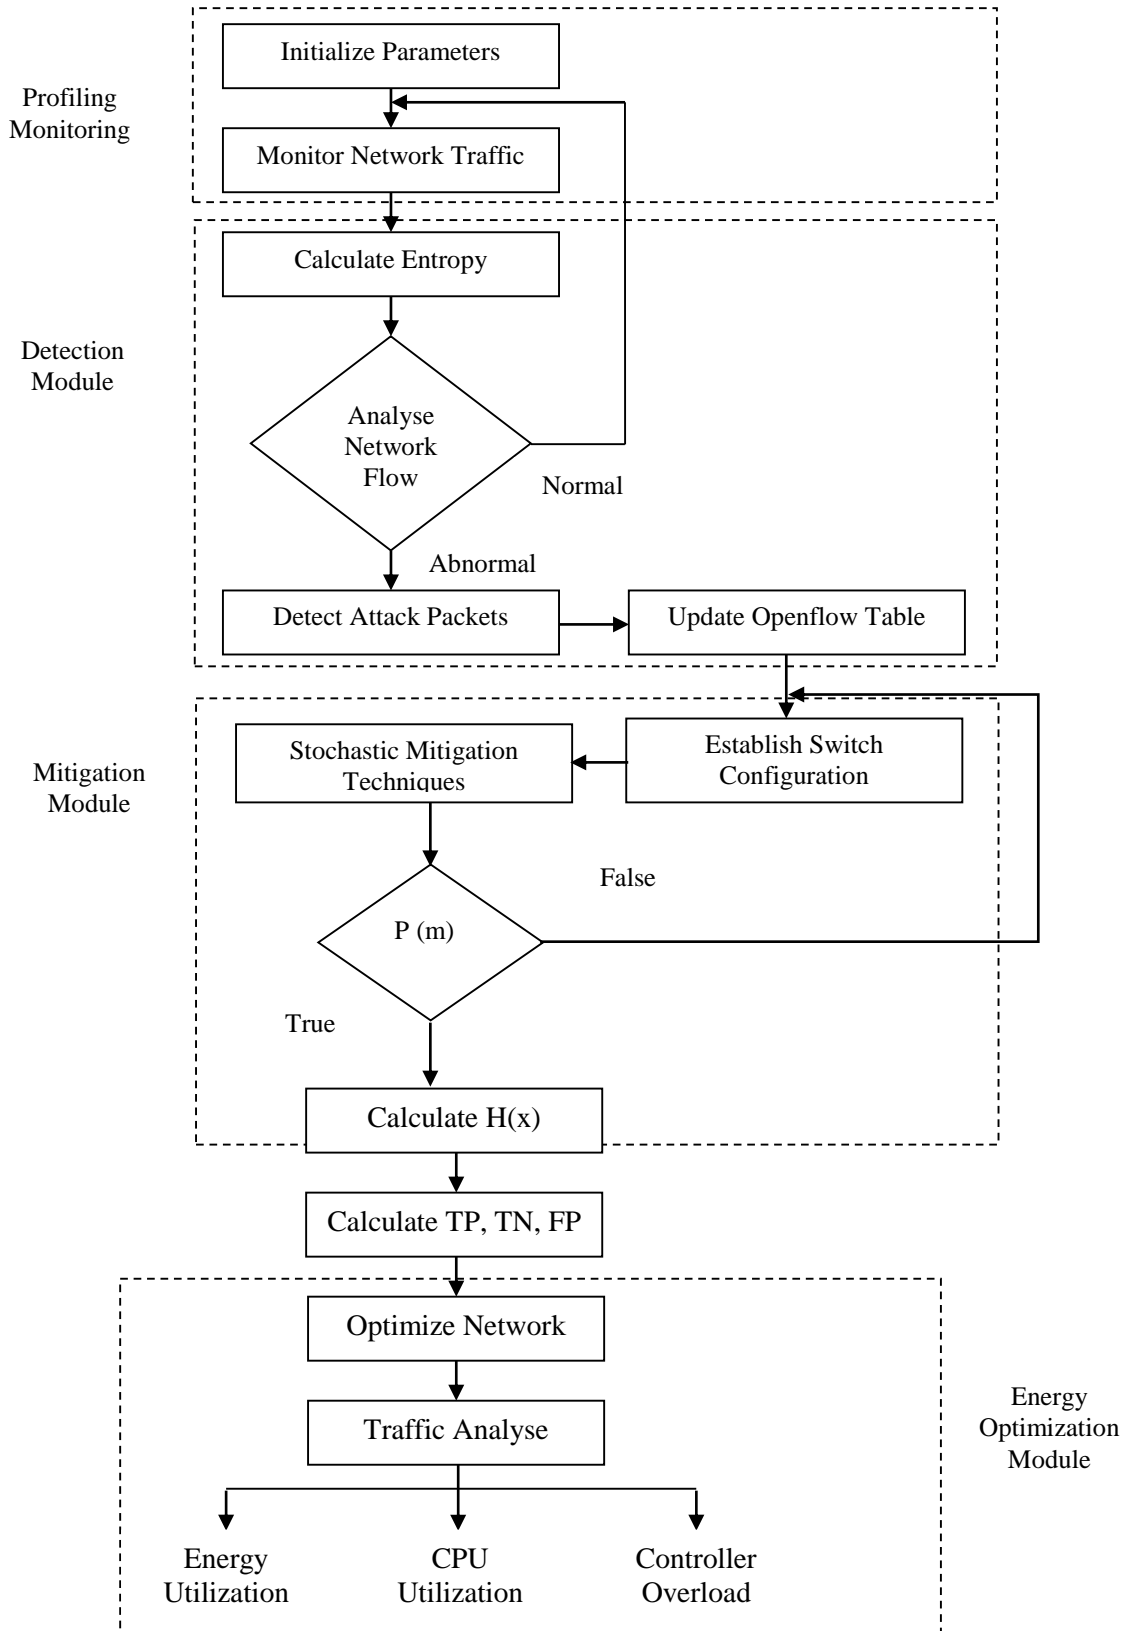 Initialize Parameters
Profiling
Monitoring
Monitor Network Traffic
Calculate Entropy
Detection
Module
Analyse
Network
Flow
Normal
Abnormal
Detect Attack Packets
Update Openflow Table
Mitigation
Module
Stochastic Mitigation
Techniques
Establish Switch
Configuration
False
P (m)
True
Calculate H(x)
Calculate TP, TN, FP
Optimize Network
Traffic Analyse
Energy
Optimization
Module
Energy
Utilization
CPU
Utilization
Controller
Overload